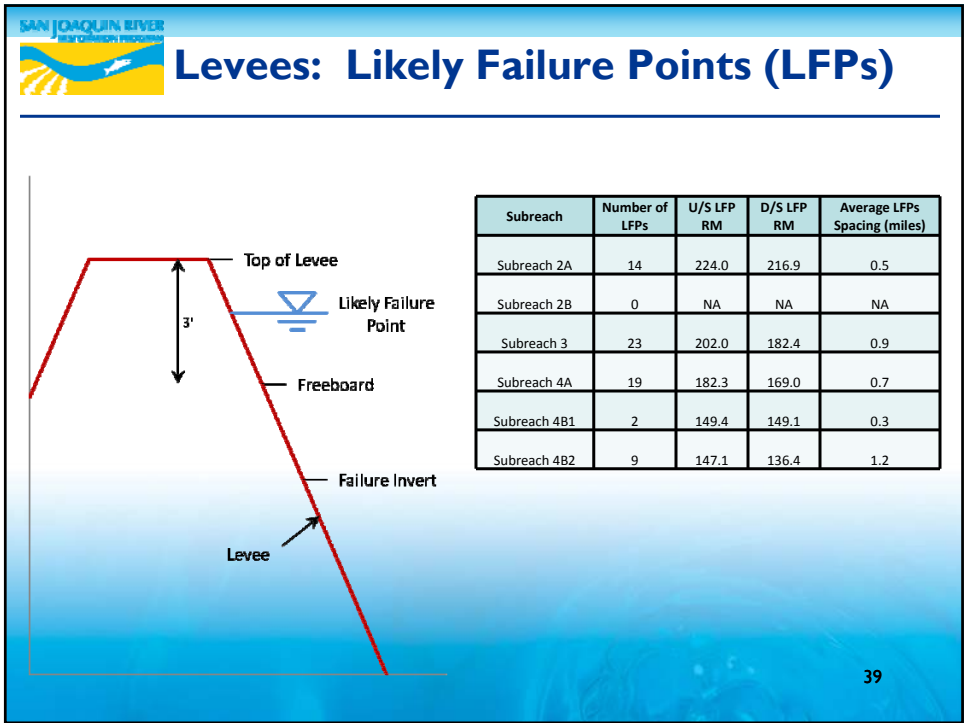 SAN JOAQUIN RIVER
RESTORATION PROGRAM
Levees: Likely Failure Points (LFPs)
Top of Levee
Likely Failure
Point
3'
Freeboard
Failure Invert
Levee
Subreach Number of LFPs U/S LFP RM D/S LFP RM Average LFPs Spacing (miles)
Subreach 2A 14 224.0 216.9 0.5
Subreach 2B 0 NA NA NA
Subreach 3 23 202.0 182.4 0.9
Subreach 4A 19 182.3 169.0 0.7
Subreach 4B1 2 149.4 149.1 0.3
Subreach 4B2 9 147.1 136.4 1.2
39